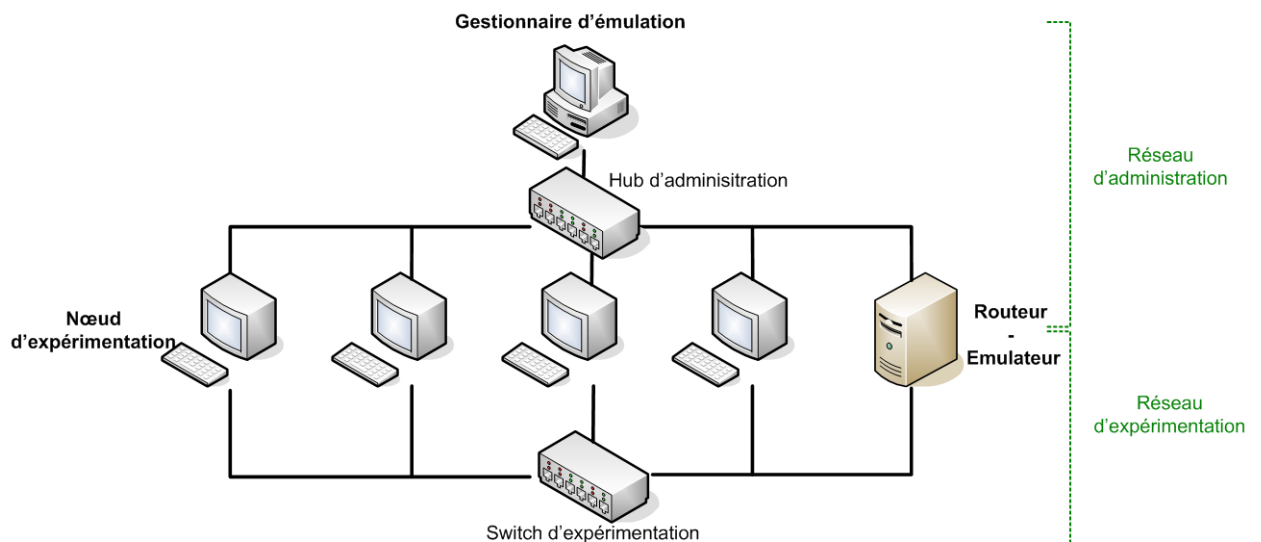 Gestionnaire d'émulation
Hub d'adminisitration
Réseau
d'administration
Nœud
d'expérimentation
Routeur
-
Emulateur
Réseau
d'expérimentation
Switch d'expérimentation